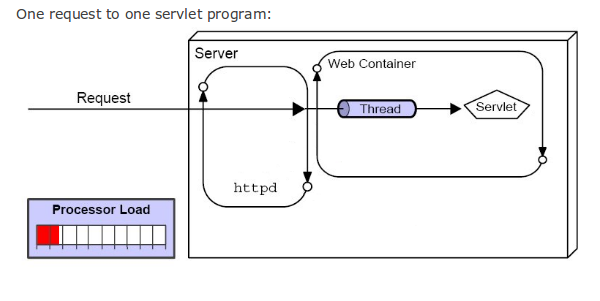 One request to one servlet program:
Server
Web Container
Request
Thread
Servlet
httpd
Processor Load